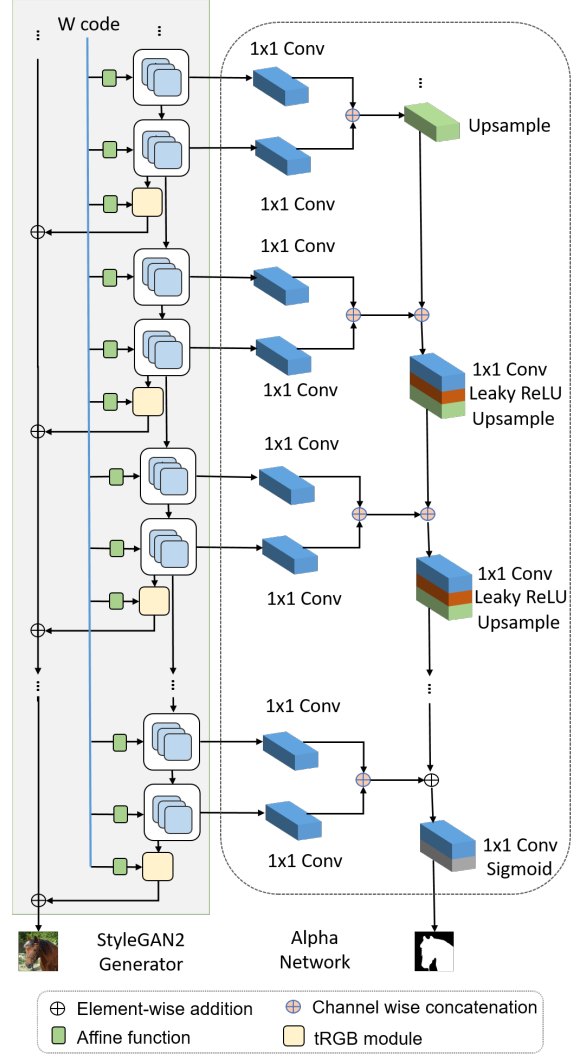 W code
1x1 Conv
Upsample
1x1 Conv
1x1 Conv
1x1 Conv
1x1 Conv
Leaky ReLU
Upsample
1x1 Conv
1x1 Conv
1x1 Conv
Leaky ReLU
Upsample
1x1 Conv
1x1 Conv
1x1 Conv
Sigmoid
StyleGAN2
Generator
Alpha
Network
Element-wise addition
Channel wise concatenation
Affine function
tRGB module